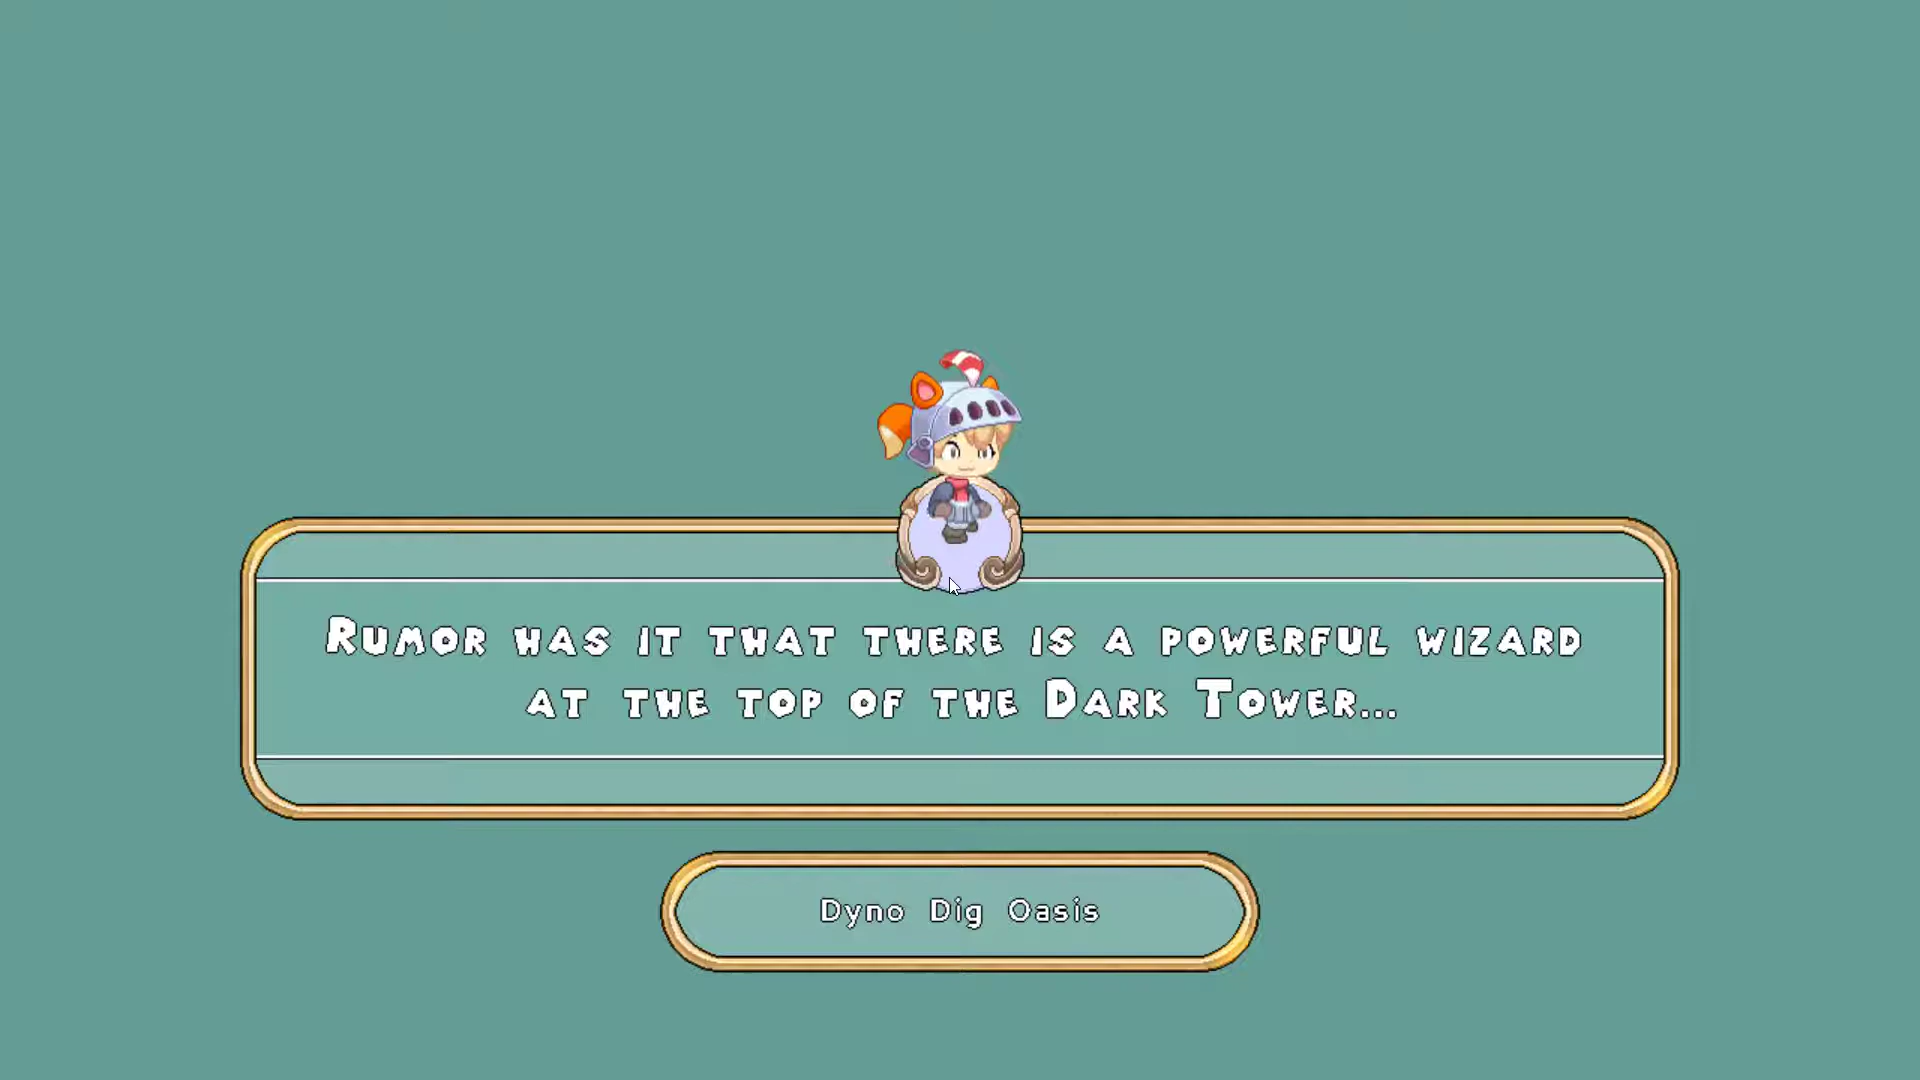 Rumor has it that there is a powerful wizard
at the top of the Dark Tower...
Dyno Dig Oasis